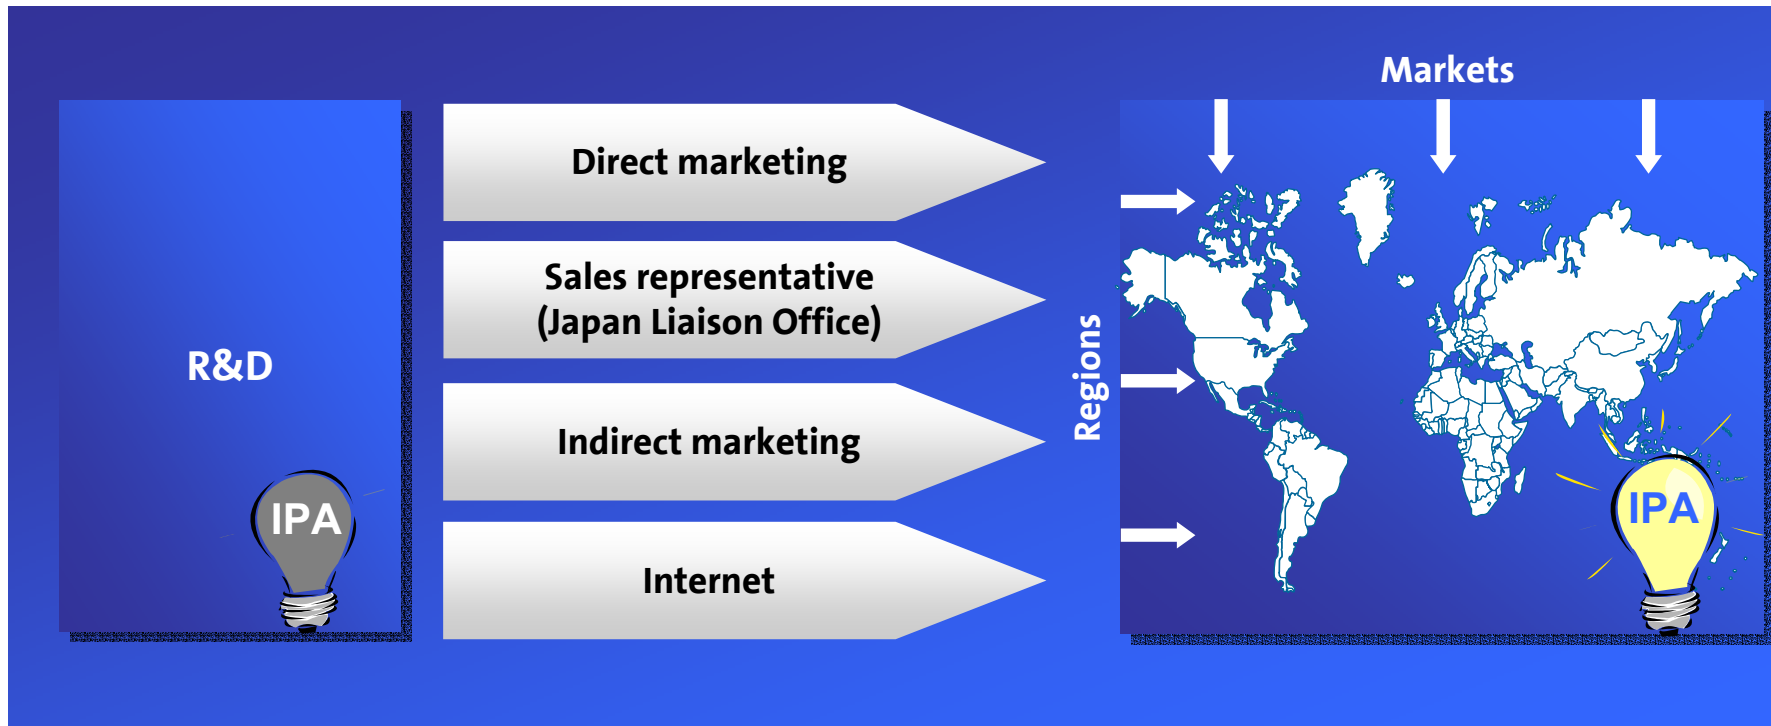 R&D
IPA
Direct marketing
Sales representative
(Japan Liaison Office)
Indirect marketing
Internet
Markets
Regions
IPA